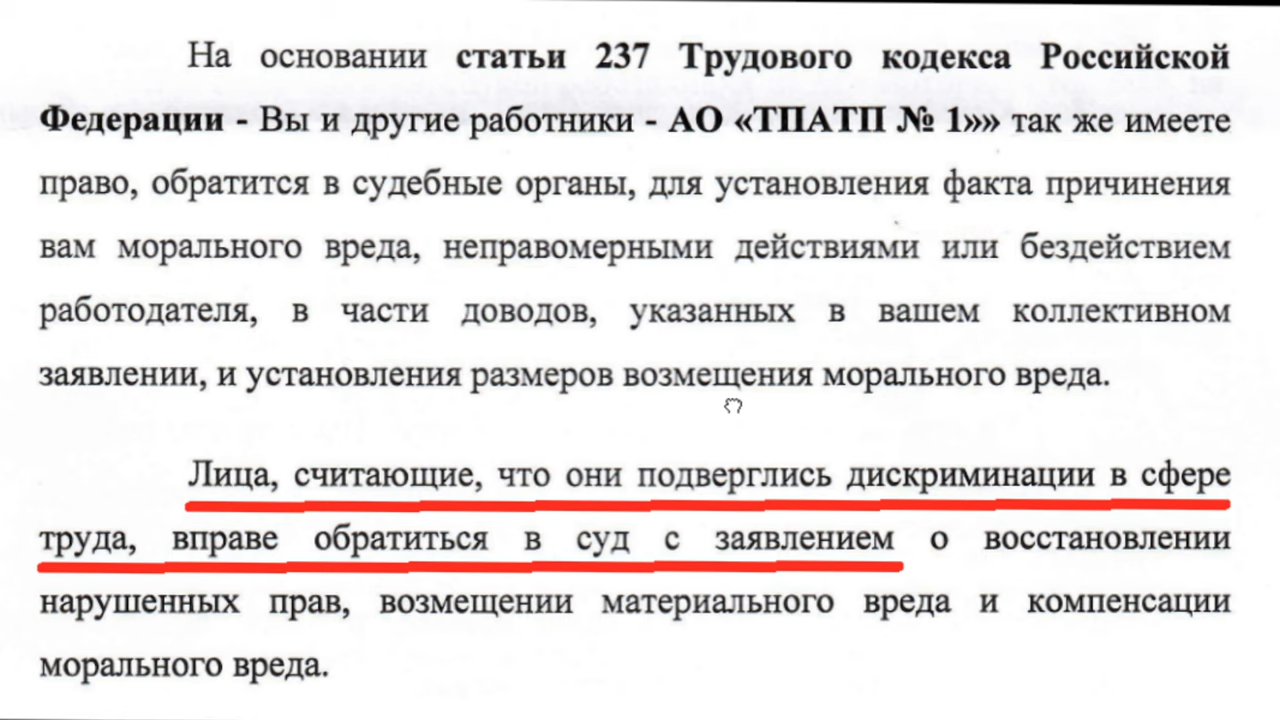 На основании статьи 237 Трудового кодекса Российской
Федерации - Вы и другие работники - АО «ТПАТП № 1»» так же имеете
право, обратится в судебные органы, для установления факта причинения
вам морального вреда, неправомерными действиями или бездействием
работодателя, в части доводов, указанных в вашем коллективном
заявлении, и установления размеров возмещения морального вреда.
Лица, считающие, что они подверглись дискриминации в сфере
труда, вправе обратиться в суд с заявлением о восстановлении
нарушенных прав, возмещении материального вреда и компенсации
морального вреда.